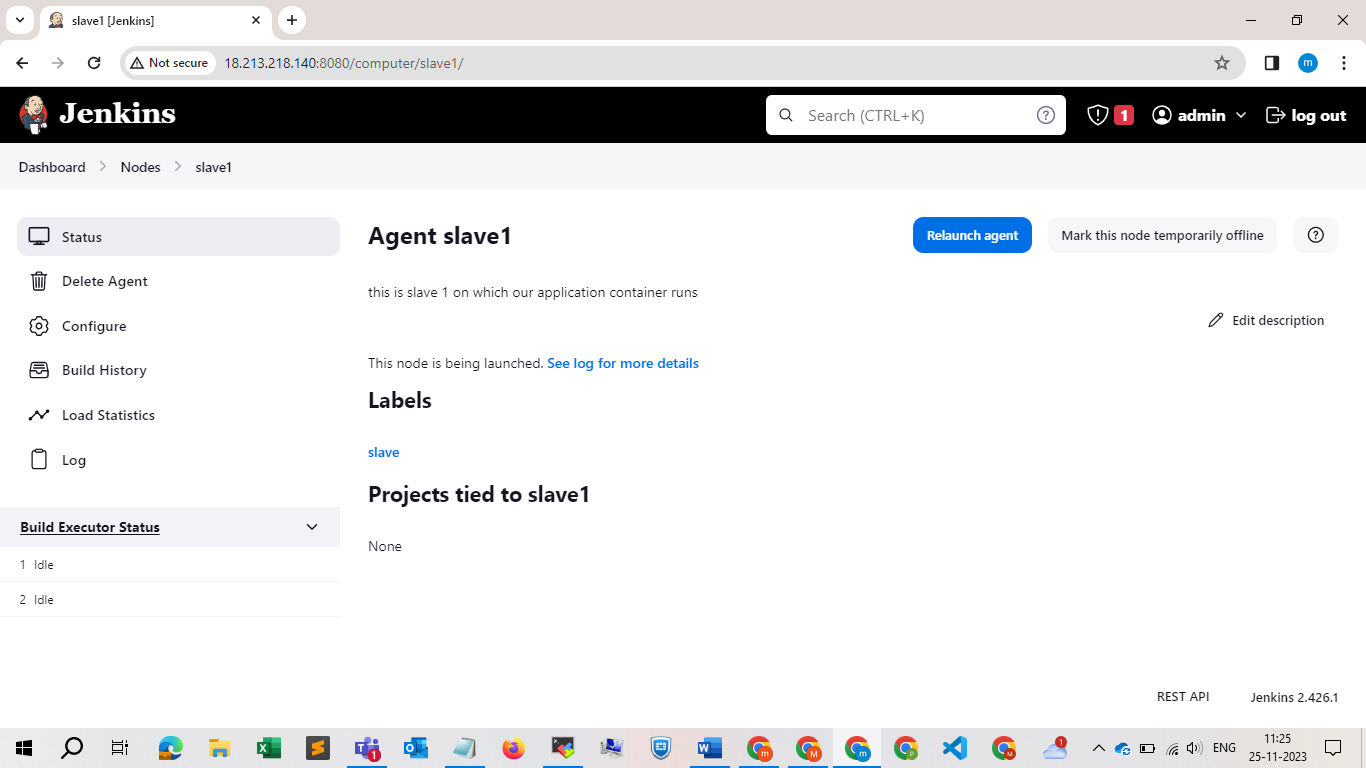 slave1 [Jenkins]
Not secure
18.213.218.140:8080/computer/slave1/
m
Jenkins
Search (CTRL+K)
?
1
admin
log out
Dashboard
Nodes
slave1
Status
Delete Agent
Configure
Build History
Load Statistics
Log
Build Executor Status
1 Idle
2 Idle
Agent slave1
Relaunch agent
Mark this node temporarily offline
?
this is slave 1 on which our application container runs
Edit description
This node is being launched. See log for more details
Labels
slave
Projects tied to slave1
None
REST API
Jenkins 2.426.1
1
m
M
m
P
M
1
ENG
11:25
25-11-2023